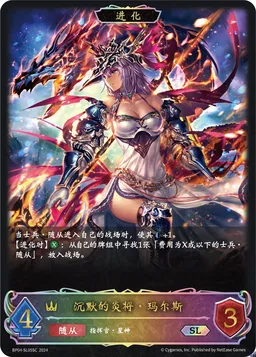 进化
当士兵·随从进入自己的战场时,使其 +1。
【进化时】X:从自己的牌组中寻找1张「费用为X或以下的士兵·
随从」,放入战场。
沉默的炎将·玛尔斯
4
随从
指挥官·星神
SL
3
BP04-SL05SC 2024
© Cygames, Inc. Published by NetEase Games